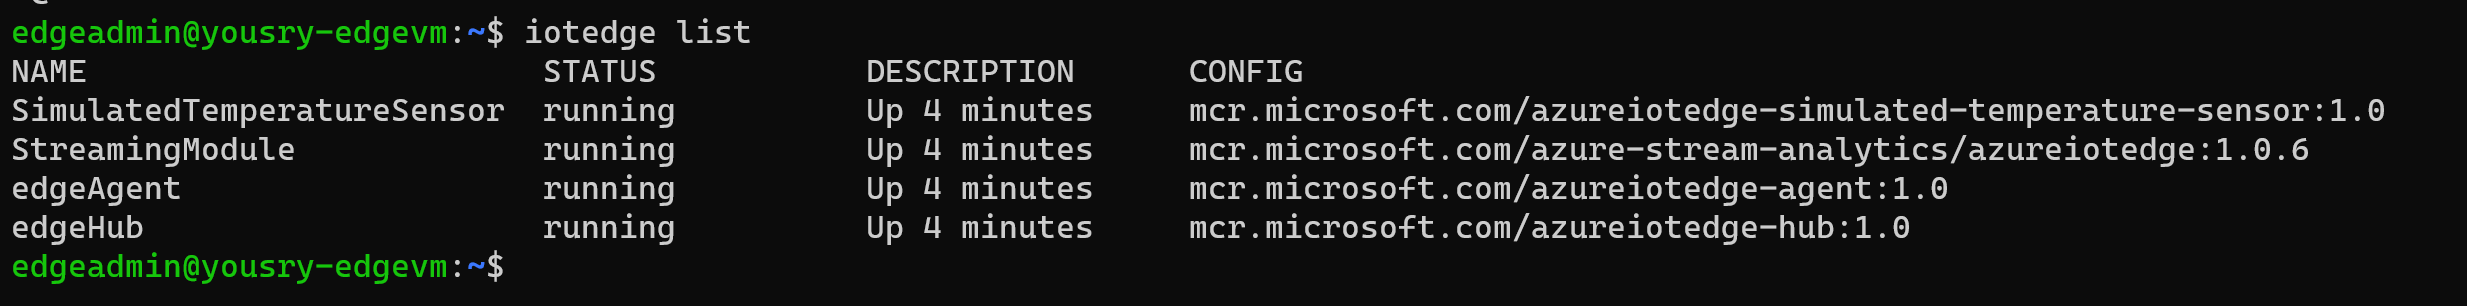 edgeadmin@yousry-edgevm:~$ iotedge list
NAME                        STATUS           DESCRIPTION      CONFIG
SimulatedTemperatureSensor  running          Up 4 minutes     mcr.microsoft.com/azureiotedge-simulated-temperature-sensor:1.0
StreamingModule             running          Up 4 minutes     mcr.microsoft.com/azure-stream-analytics/azureiotedge:1.0.6
edgeAgent                   running          Up 4 minutes     mcr.microsoft.com/azureiotedge-agent:1.0
edgeHub                     running          Up 4 minutes     mcr.microsoft.com/azureiotedge-hub:1.0
edgeadmin@yousry-edgevm:~$